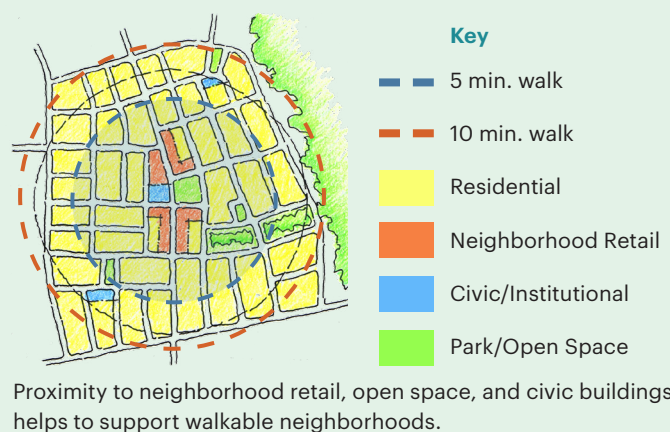 Key
5 min. walk
10 min. walk
Residential
Neighborhood Retail
Civic/Institutional
Park/Open Space
Proximity to neighborhood retail, open space, and civic buildings
helps to support walkable neighborhoods.